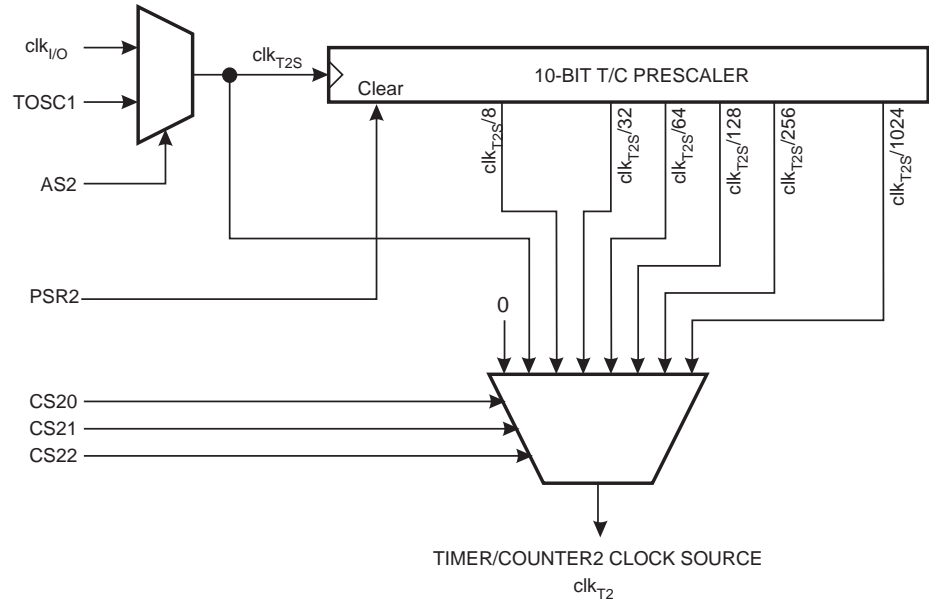 clkI/O
clkT2S
10-BIT T/C PRESCALER
TOSC1
Clear
clkT2S/8
clkT2S/32
clkT2S/64
clkT2S/128
clkT2S/256
clkT2S/1024
AS2
PSR2
0
CS20
CS21
CS22
TIMER/COUNTER2 CLOCK SOURCE
clkT2